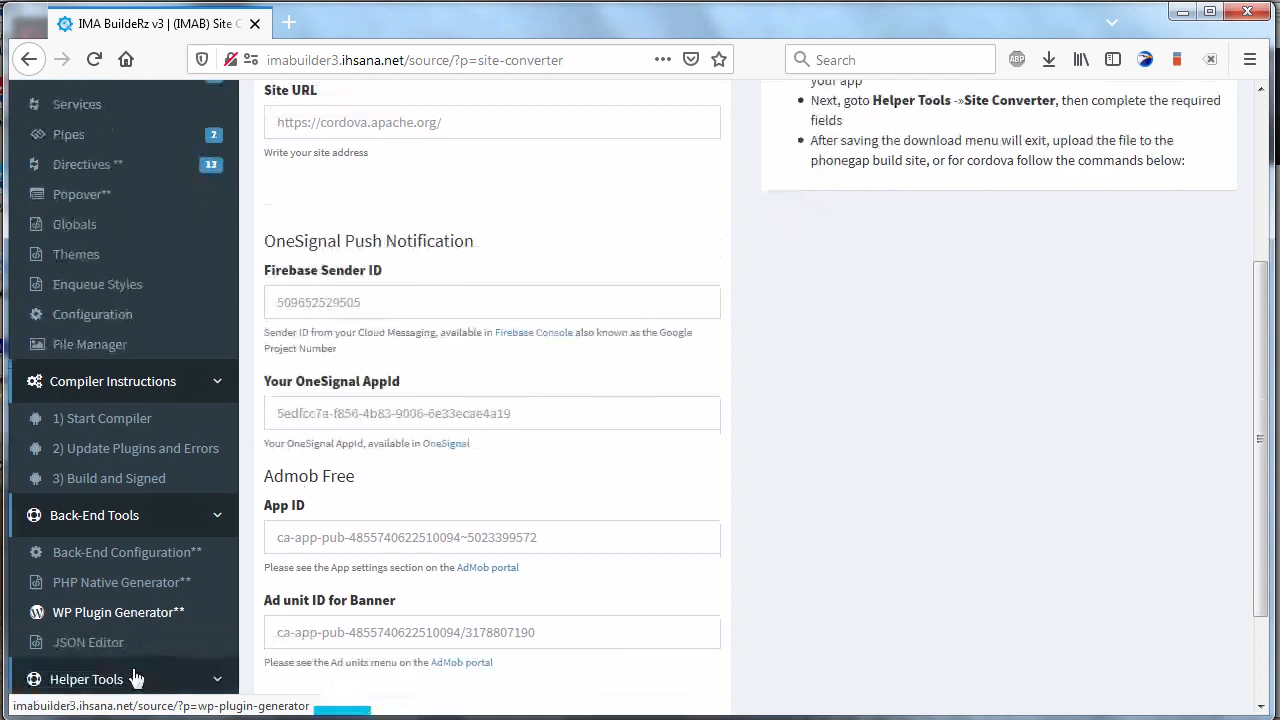 IMA BuildeRz v3 | (IMAB) Site C
imabuilder3.ihsana.net/source/?p=site-converter
Search
ABP
Services
Pipes
7
Directives **
13
Popover**
Globals
Themes
Enqueue Styles
Configuration
File Manager
Compiler Instructions
1) Start Compiler
2) Update Plugins and Errors
3) Build and Signed
Back-End Tools
Back-End Configuration**
PHP Native Generator**
WP Plugin Generator**
JSON Editor
Helper Tools
imabuilder3.ihsana.net/source/?p=wp-plugin-generator
Site URL
https://cordova.apache.org/
Write your site address
OneSignal Push Notification
Firebase Sender ID
509652529505
Sender ID from your Cloud Messaging, available in Firebase Console also known as the Google
Project Number
Your OneSignal AppId
5edfcc7a-f856-4b83-9006-6e33ecae4a19
Your OneSignal AppId, available in OneSignal
Admob Free
App ID
ca-app-pub-4855740622510094~5023399572
Please see the App settings section on the AdMob portal
Ad unit ID for Banner
ca-app-pub-4855740622510094/3178807190
Please see the Ad units menu on the AdMob portal
your app
Next, goto Helper Tools ->Site Converter, then complete the required
fields
After saving the download menu will exit, upload the file to the
phonegap build site, or for cordova follow the commands below: